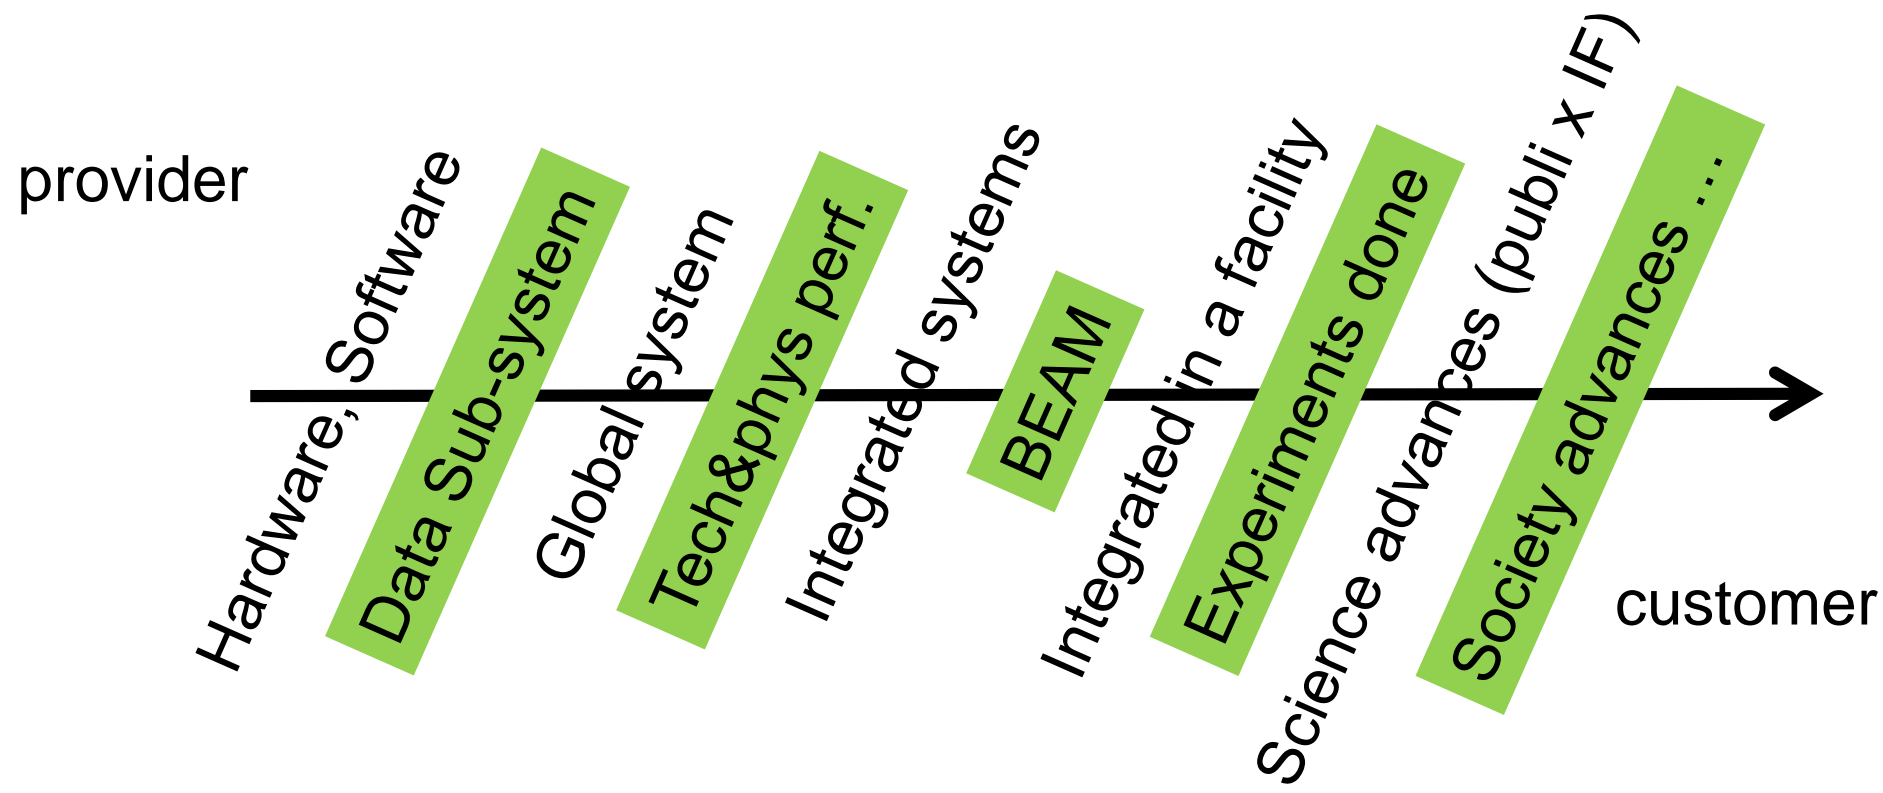 provider
Hardware, Software
Data Sub-system
Global system
Tech&phys perf.
Integrated systems
BEAM
Integrated in a facility
Experiments done
Science advances (publi x IF)
Society advances …
customer